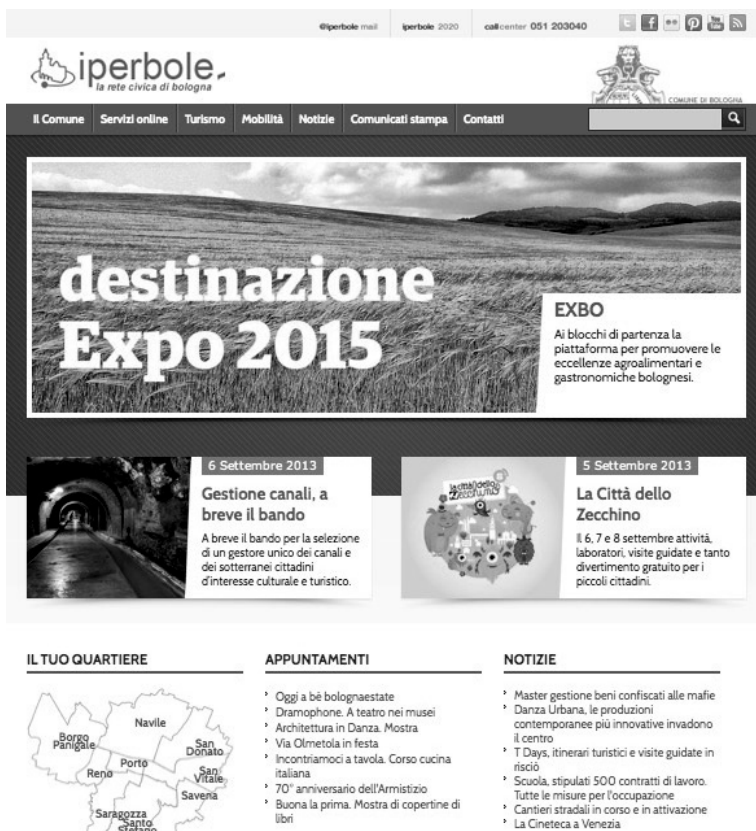 @iperbole mail
iperbole 2020
call center 051 203040
iperbole
la rete civica di bologna
COMUNE DI BOLOGNA
Il Comune
Servizi online
Turismo
Mobilità
Notizie
Comunicati stampa
Contatti
destinazione
Expo 2015
EXBO
Ai blocchi di partenza la
piattaforma per promuovere le
eccellenze agroalimentari e
gastronomiche bolognesi.
6 Settembre 2013
Gestione canali, a
breve il bando
A breve il bando per la selezione
di un gestore unico dei canali e
dei sotterranei cittadini
d'interesse culturale e turistico.
la città dello
Zecchino
5 Settembre 2013
La Città dello
Zecchino
Il 6, 7 e 8 settembre attività,
laboratori, visite guidate e tanto
divertimento gratuito per i
piccoli cittadini.
IL TUO QUARTIERE
Borgo
Panigale
Navile
San
Donato
Porto
Reno
San
Vitale
Savena
Saragozza
Santo
Stefano
APPUNTAMENTI
Oggi a bè bolognaestate
Dramophone. A teatro nei musei
Architettura in Danza. Mostra
Via Olmetola in festa
Incontriamoci a tavola. Corso cucina
italiana
70° anniversario dell'Armistizio
Buona la prima. Mostra di copertine di
libri
NOTIZIE
Master gestione beni confiscati alle mafie
Danza Urbana, le produzioni
contemporanee più innovative invadono
il centro
T Days, itinerari turistici e visite guidate in
risciò
Scuola, stipulati 500 contratti di lavoro.
Tutte le misure per l'occupazione
Cantieri stradali in corso e in attivazione
La Cineteca a Venezia